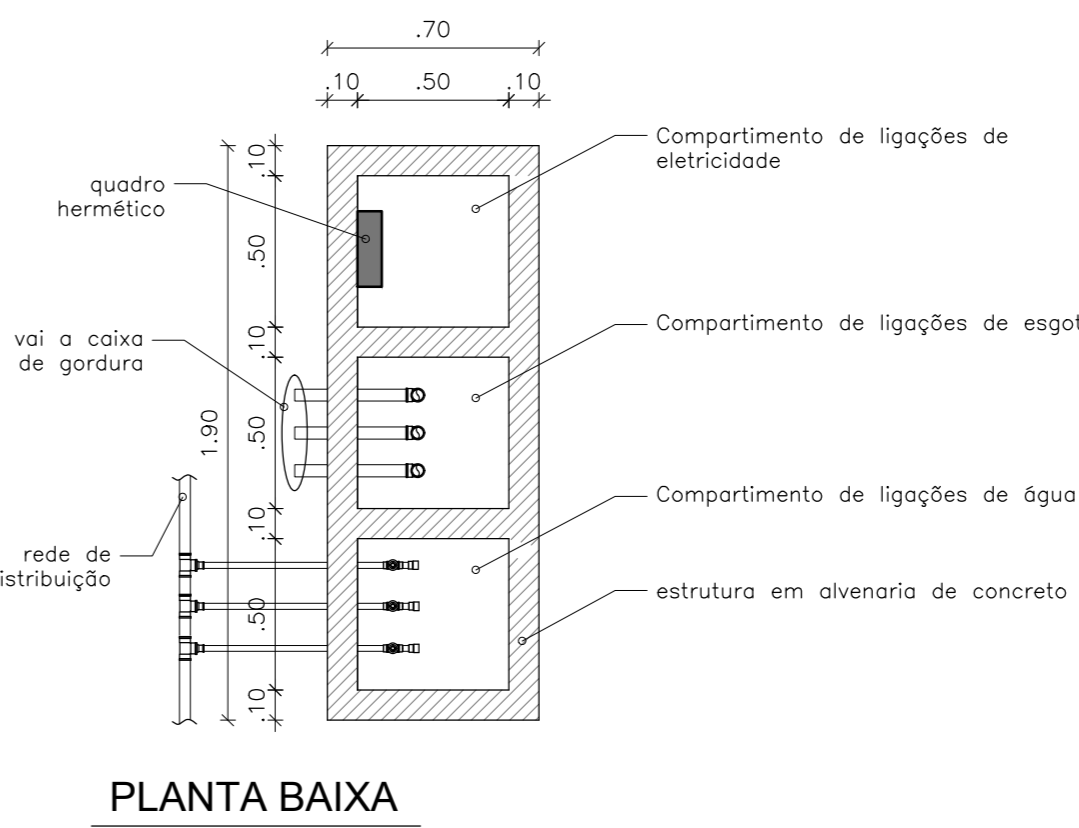 .70
.10
.50
.10
Compartimento de ligações de
eletricidade
quadro
hermético
.10
.50
.10
vai a caixa
de gordura
Compartimento de ligações de esgot
1.90
.50
.10
Compartimento de ligações de água
rede de
istribuição
.50
estrutura em alvenaria de concreto
.10
PLANTA BAIXA